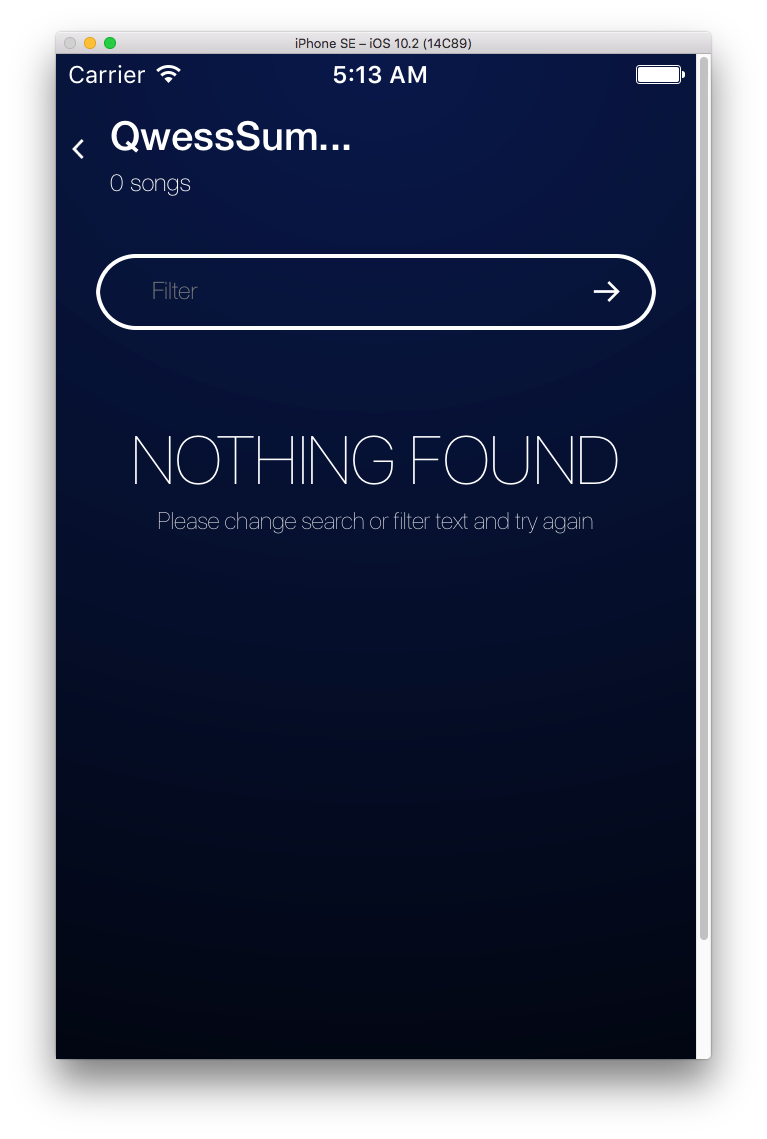 iPhone SE – iOS 10.2 (14C89)
Carrier 5:13 AM
QwessSum...
0 songs
Filter
NOTHING FOUND
Please change search or filter text and try again